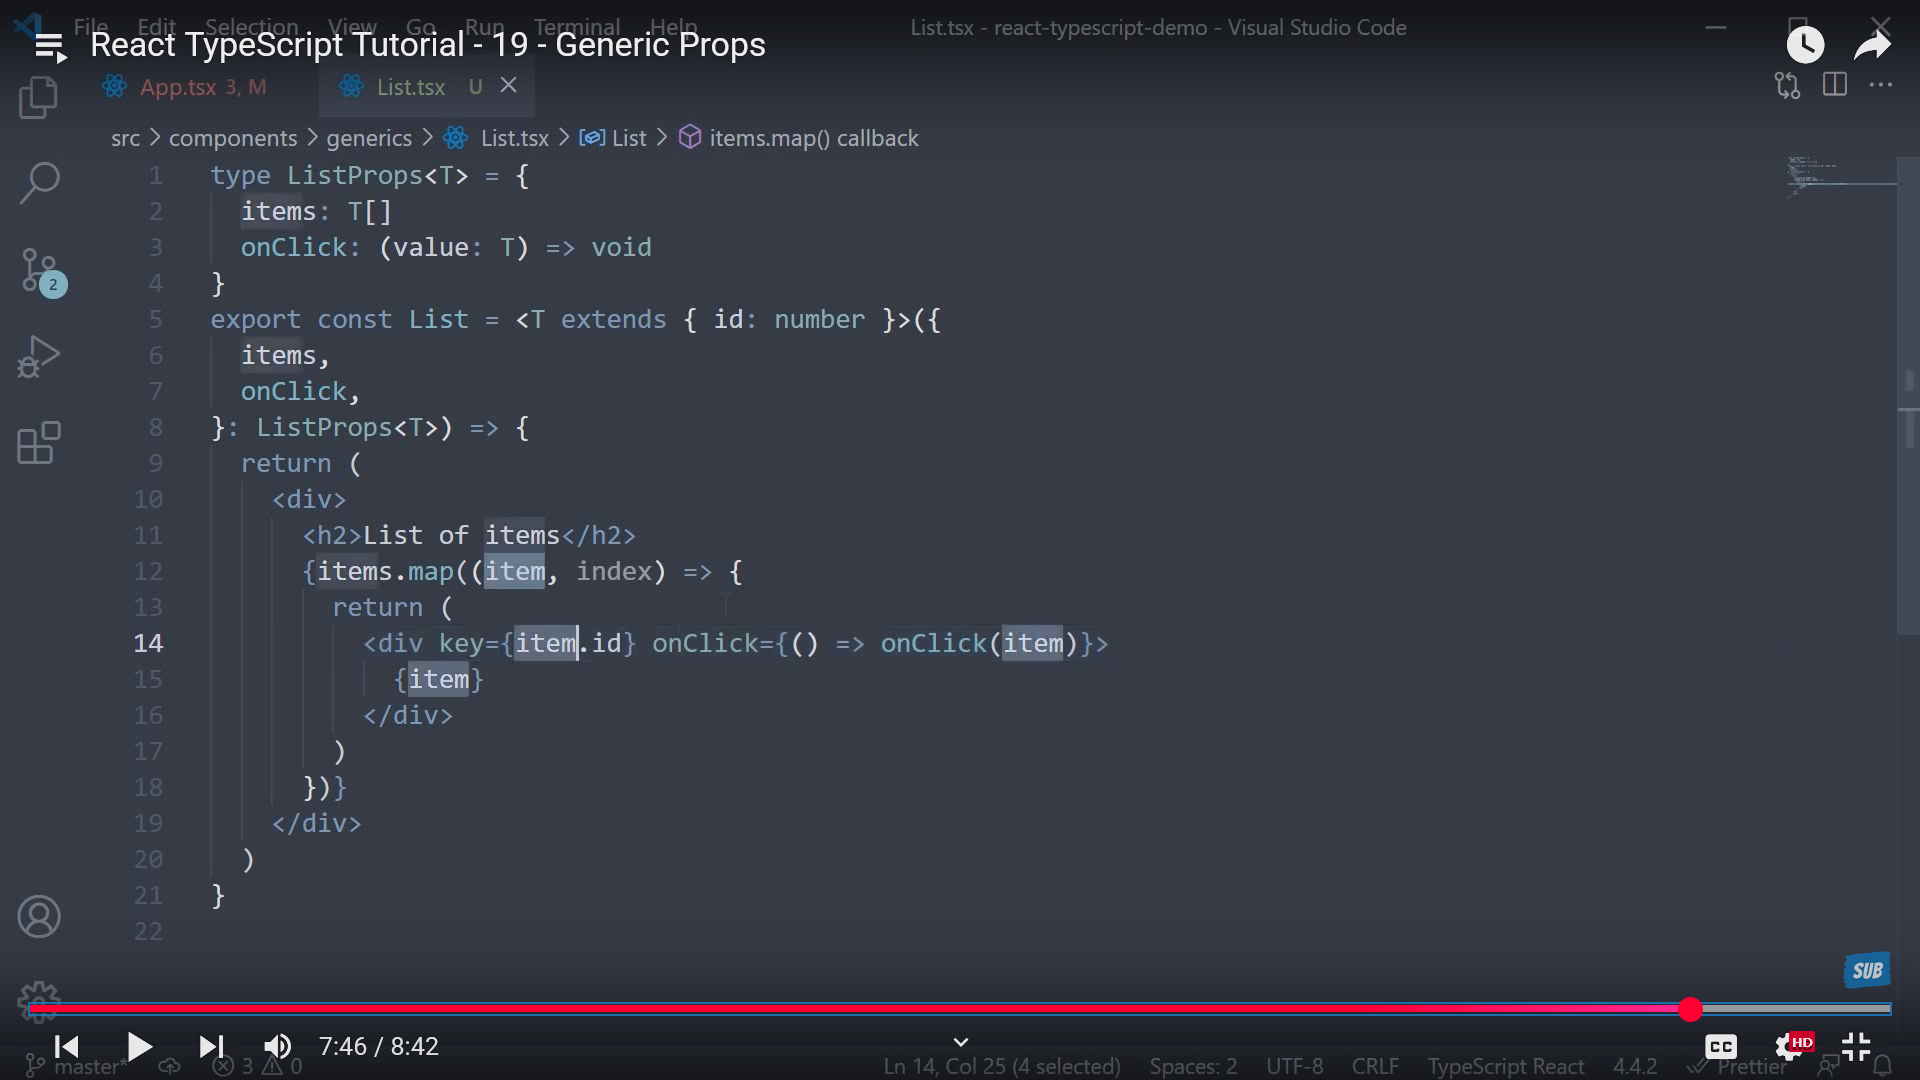 File Edit Selection View Go Run Terminal Help List.tsx - react-typescript-demo - Visual Studio Code
React TypeScript Tutorial - 19 - Generic Props
App.tsx 3, M List.tsx U
src > components > generics > List.tsx > List > items.map() callback
1 type ListProps<T> = {
2 items: T[]
3 onClick: (value: T) => void
4 }
5 export const List = <T extends { id: number }>({
6 items,
7 onClick,
8 }: ListProps<T>) => {
9 return (
10 <div>
11 <h2>List of items</h2>
12 {items.map((item, index) => {
13 return (
14 <div key={item.id} onClick={() => onClick(item)}>
15 {item}
16 </div>
17 )
18 })}
19 </div>
20 )
21 }
22
2
SUB
7:46 / 8:42
CC HD
master* 3 0 Ln 14, Col 25 (4 selected) Spaces: 2 UTF-8 CRLF TypeScript React 4.4.2 Prettier